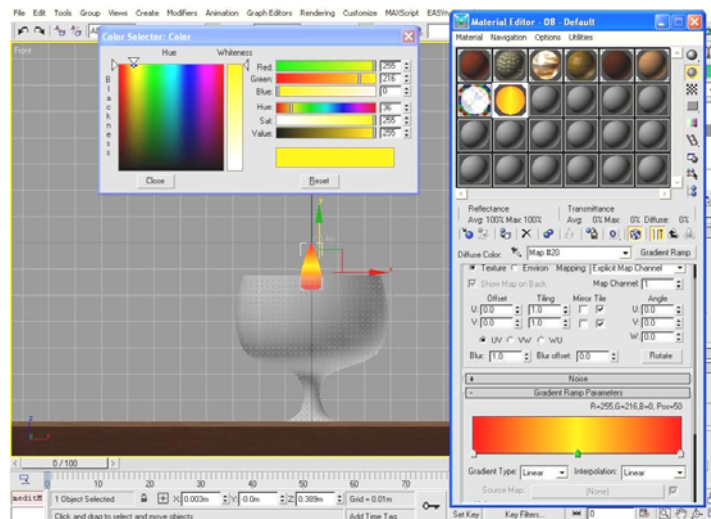 File Edit Tools Group Views Create Modifiers Animation Graph Editors Rendering Customize MAXScript
Front
Color Selector: Color
Hue Whiteness
Blackness
Red: 255
Green: 216
Blue: 0
Hue: 36
Sat: 255
Value: 255
Close Reset
y
x
z
x
0 / 100
0 10 20 30 40 50 60 70
1 Object Selected X: 0.003m Y: -0.0m Z: 0.389m Grid = 0.01m
Click and drag to select and move objects Add Time Tag
Set Key Key Filters... 0
Material Editor - 08 - Default
Material Navigation Options Utilities
Reflectance Transmittance
Avg: 100% Max: 100% Avg: 0% Max: 0% Diffuse: 0%
Diffuse Color: Map #20 Gradient Ramp
Texture Environ Mapping: Explicit Map Channel
Show Map on Back Map Channel: 1
Offset Tiling Mirror Tile Angle
U: 0.0 1.0 U: 0.0
V: 0.0 1.0 V: 0.0
UV VW WU W: 0.0
Blur: 1.0 Blur offset: 0.0 Rotate
+ Noise
- Gradient Ramp Parameters
R=255,G=216,B=0, Pos=50
Gradient Type: Linear Interpolation: Linear
Source Map: (None)